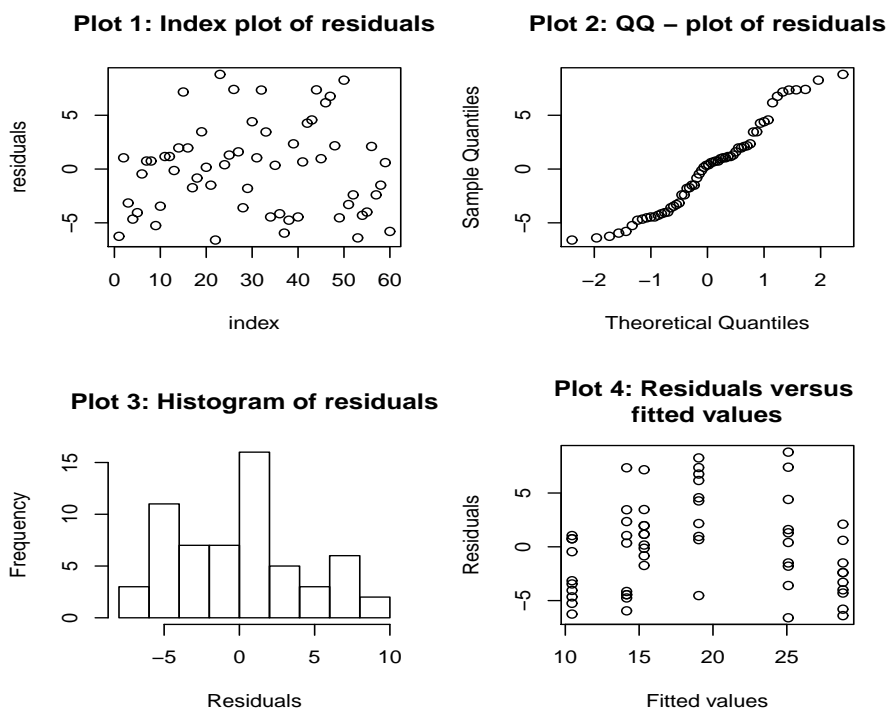 Plot 1: Index plot of residuals
residuals
5
0
−5
0 10 20 30 40 50 60
index
Plot 2: QQ − plot of residuals
Sample Quantiles
5
0
−5
−2 −1 0 1 2
Theoretical Quantiles
Plot 3: Histogram of residuals
Frequency
15
10
5
0
−5 0 5 10
Residuals
Plot 4: Residuals versus
fitted values
Residuals
5
0
−5
10 15 20 25
Fitted values